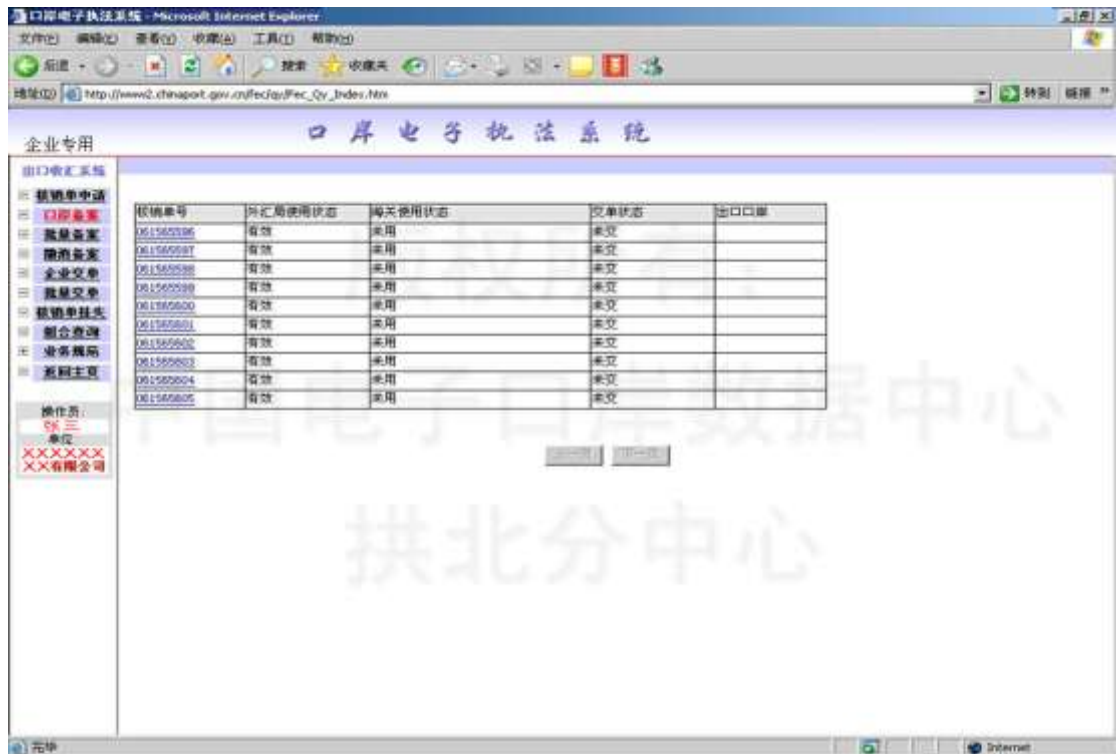 口岸电子执法系统 - Microsoft Internet Explorer
文件(E) 编辑(E) 查看(V) 收藏(A) 工具(T) 帮助(H)
后退 搜索 收藏夹
地址(D) http://www2.chinaport.gov.cn/fec/qy/Fec_Qy_Index.htm 转到 链接 »
企业专用
口岸电子执法系统
出口收汇系统
核销单申请
口岸备案
批量备案
撤消备案
企业交单
批量交单
核销单挂失
组合查询
业务规范
返回主页
操作员:
张三
单位
XXXXXX
XX有限公司
核销单号 外汇局使用状态 海关使用状态 交单状态 出口口岸
061565596 有效 未用 未交
061565597 有效 未用 未交
061565598 有效 未用 未交
061565599 有效 未用 未交
061565600 有效 未用 未交
061565601 有效 未用 未交
061565602 有效 未用 未交
061565603 有效 未用 未交
061565604 有效 未用 未交
061565605 有效 未用 未交
上一页 下一页
版权所有:
中国电子口岸数据中心
拱北分中心
完毕 Internet